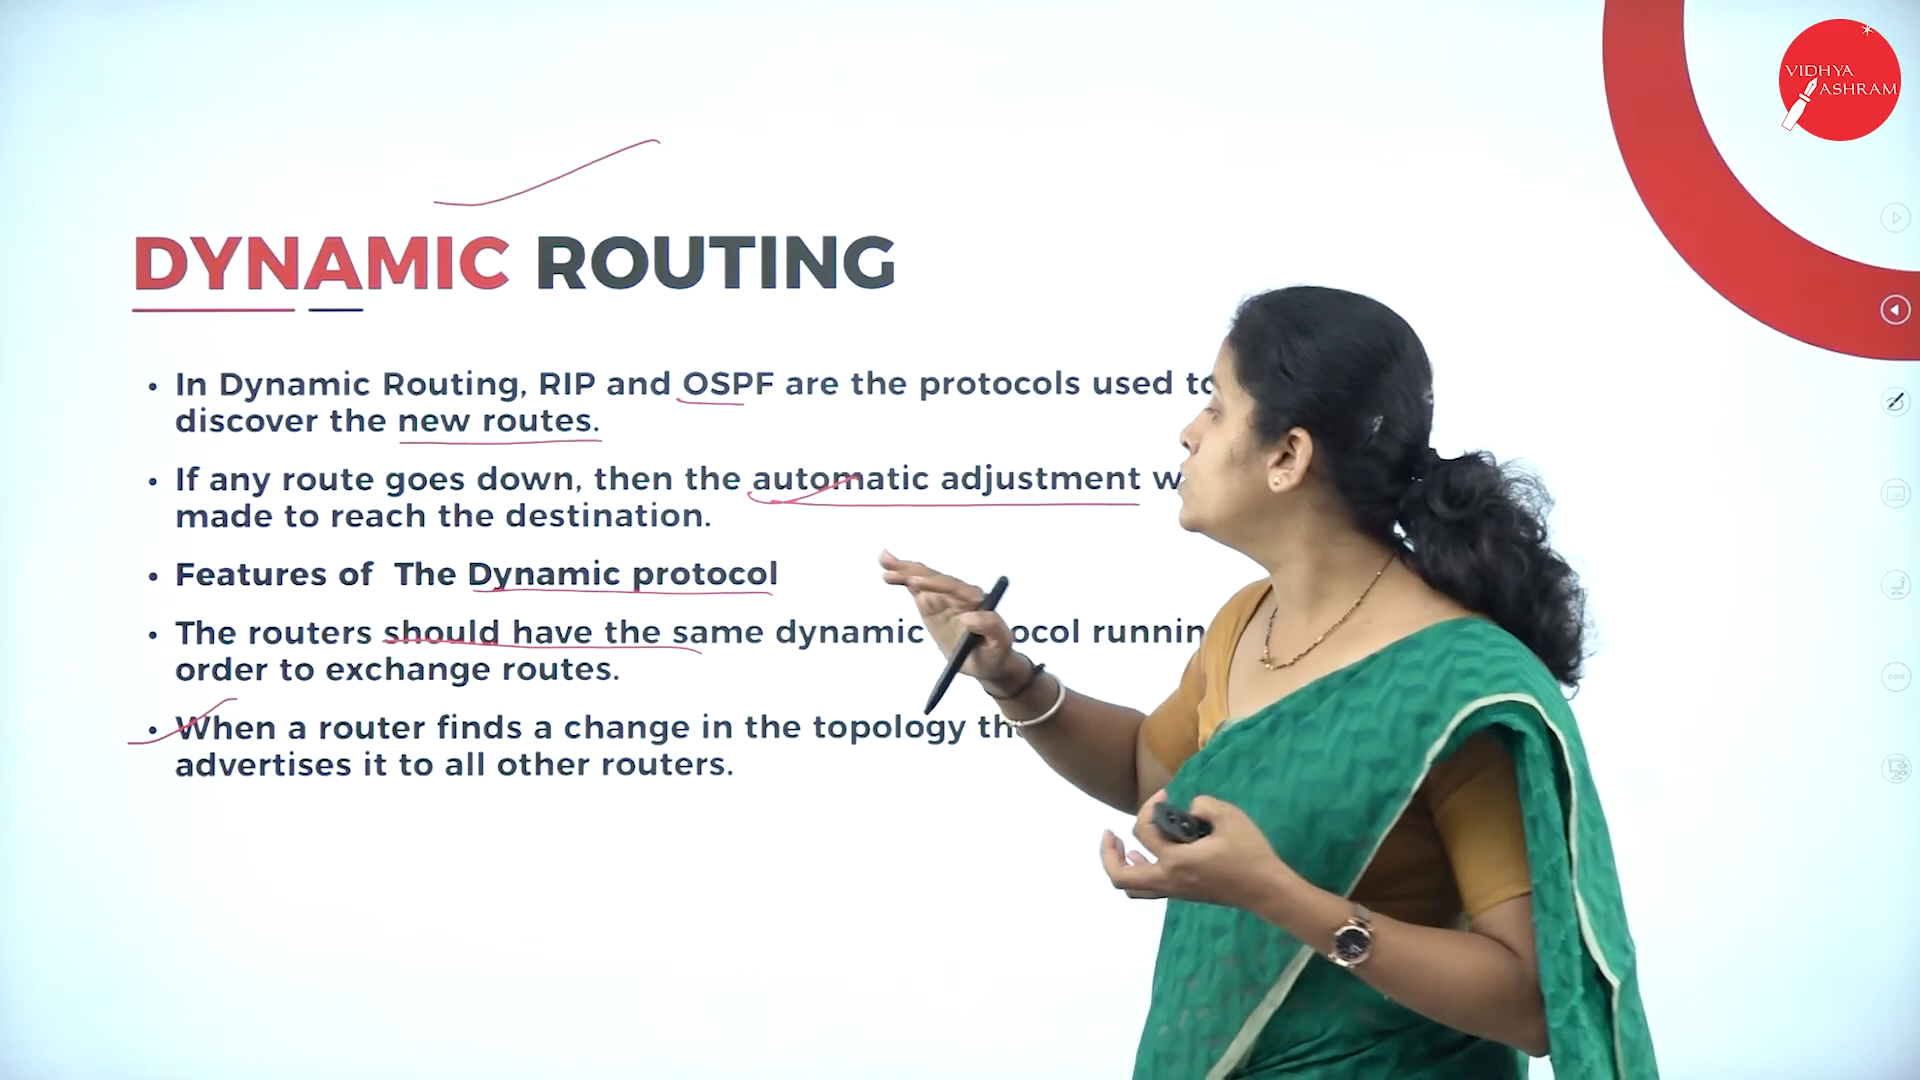 VIDHYA
ASHRAM
DYNAMIC ROUTING
• In Dynamic Routing, RIP and OSPF are the protocols used to
discover the new routes.
• If any route goes down, then the automatic adjustment
made to reach the destination.
• Features of The Dynamic protocol
• The routers should have the same dynamic
order to exchange routes.
• When a router finds a change in the topology
advertises it to all other routers.